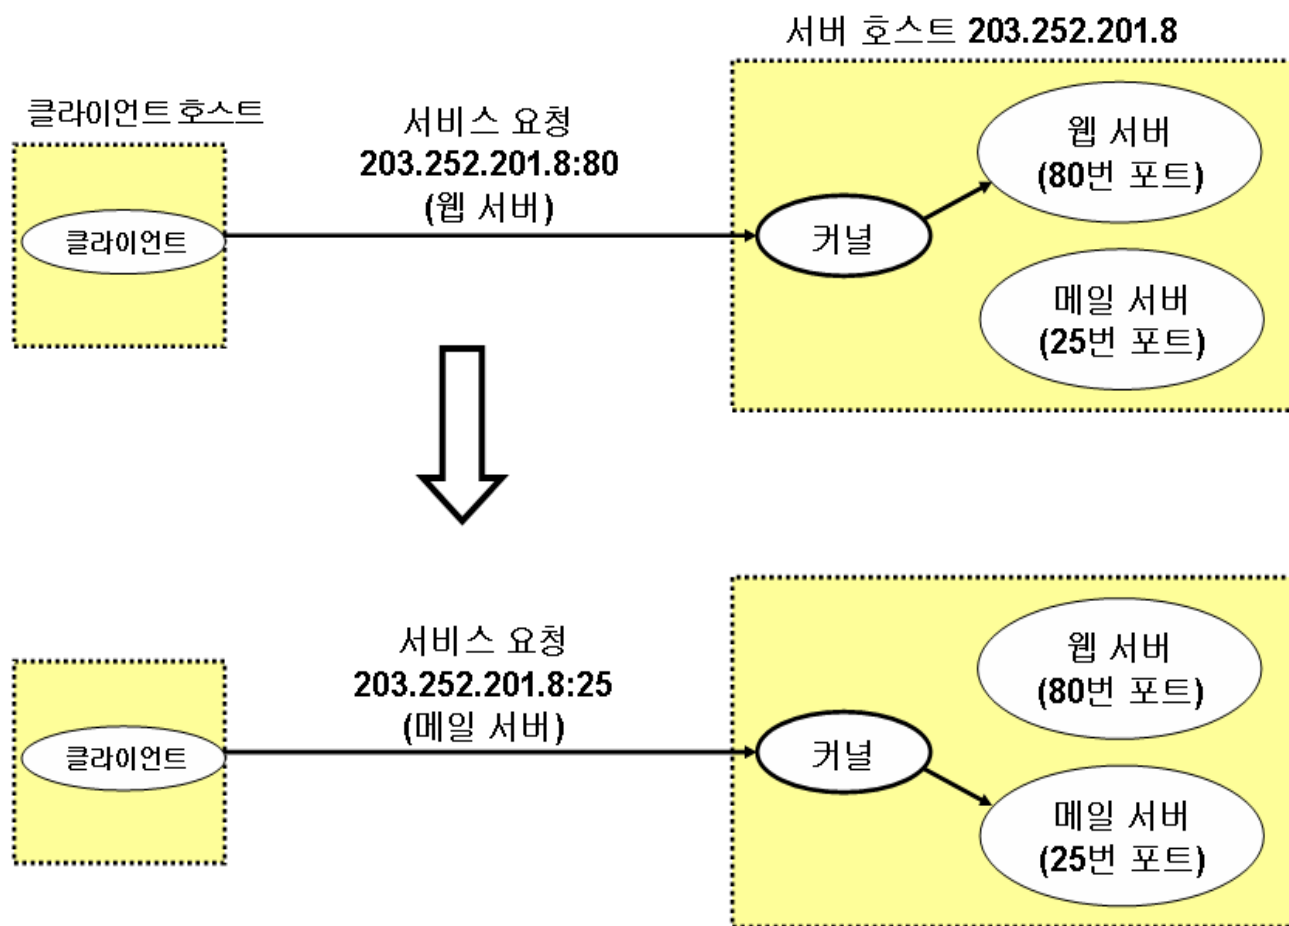 서버 호스트 203.252.201.8
클라이언트 호스트
서비스 요청
203.252.201.8:80
(웹 서버)
클라이언트
커널
웹 서버
(80번 포트)
메일 서버
(25번 포트)
서비스 요청
203.252.201.8:25
(메일 서버)
클라이언트
커널
웹 서버
(80번 포트)
메일 서버
(25번 포트)